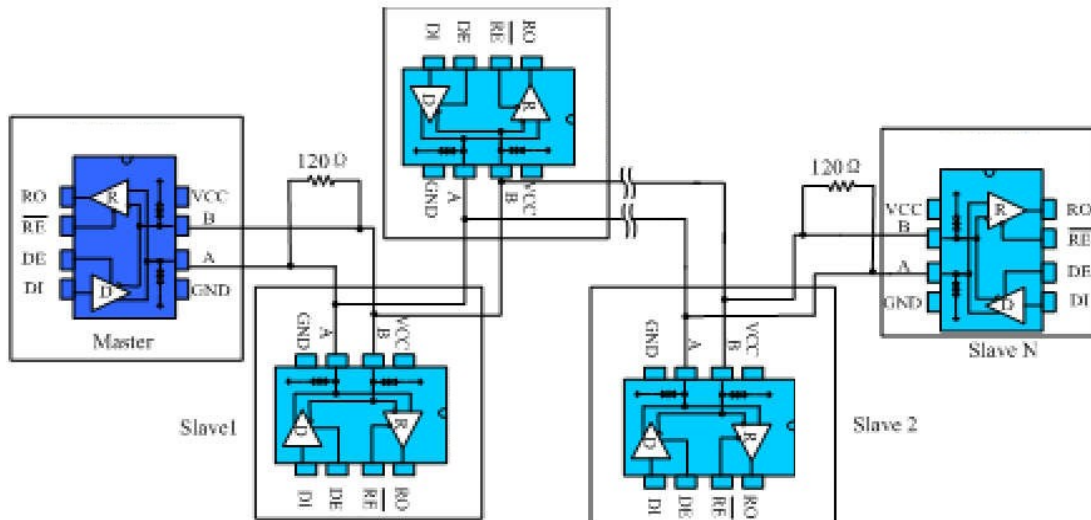 DI DE RE RO
D R
GND A B VCC
120 Ω
RO VCC
R
RE B
DE A
D
DI GND
Master
120 Ω
VCC RO
R
B RE
A DE
D
GND DI
Slave N
GND A B VCC
D R
DI DE RE RO
Slave1
GND A B VCC
D R
DI DE RE RO
Slave 2